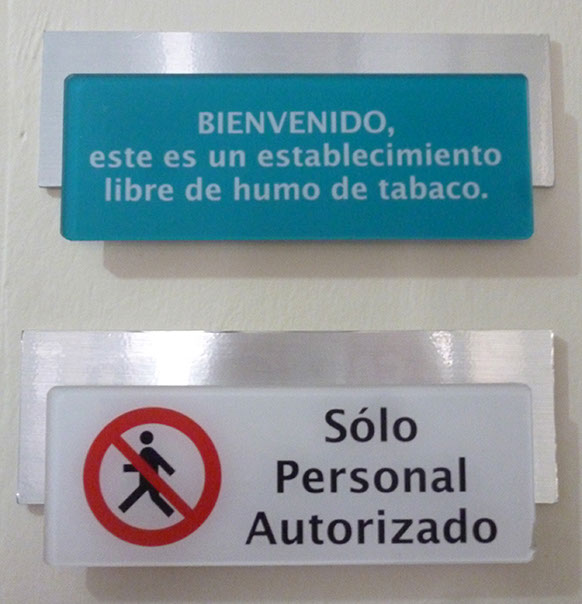 BIENVENIDO,
este es un establecimiento
libre de humo de tabaco.
Sólo
Personal
Autorizado